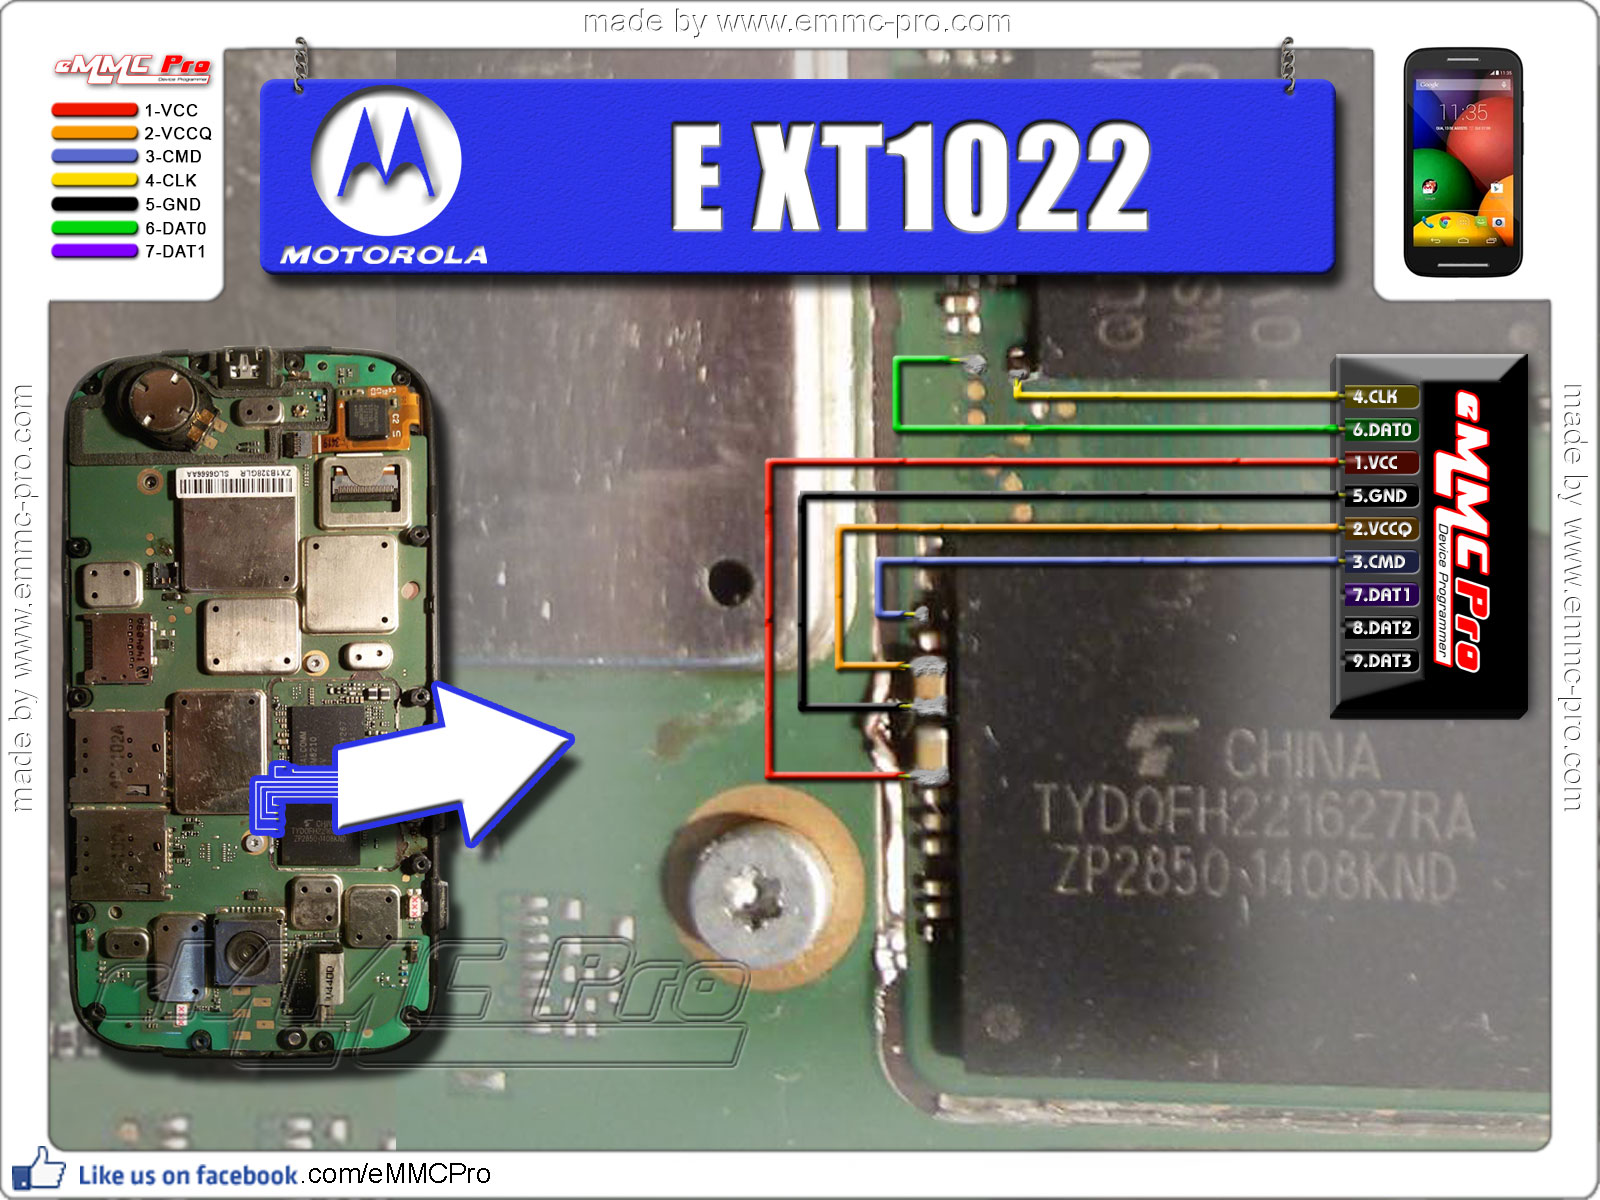 made by www.emmc-pro.com
eMMC Pro
Device Programmer
1-VCC
2-VCCQ
3-CMD
4-CLK
5-GND
6-DAT0
7-DAT1
MOTOROLA
E XT1022
Google
11:35
made by www.emmc-pro.com
made by www.emmc-pro.com
ZX1B328GLR SLG6566AA
4.CLK
6.DAT0
1.VCC
5.GND
2.VCCQ
3.CMD
7.DAT1
8.DAT2
9.DAT3
eMMC Pro
Device Programmer
CHINA
TYD0FH221627RA
ZP2850 1408KND
eMMC Pro
Like us on facebook.com/eMMCPro